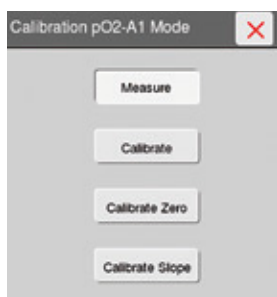 Calibration pO2-A1 Mode
Measure
Calibrate
Calibrate Zero
Calibrate Slope